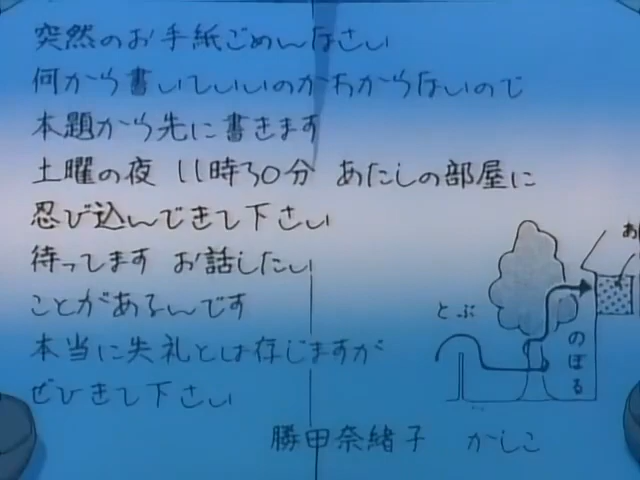 突然のお手紙ごめんなさい
何から書いていいのかわからないので
本題から先に書きます
土曜の夜 11時30分 あたしの部屋に
忍び込んできて下さい
待ってます お話したい
ことがあるんです
本当に失礼とは存じますが
ぜひきて下さい
勝田奈緒子 かしこ
とぶ
のぼる